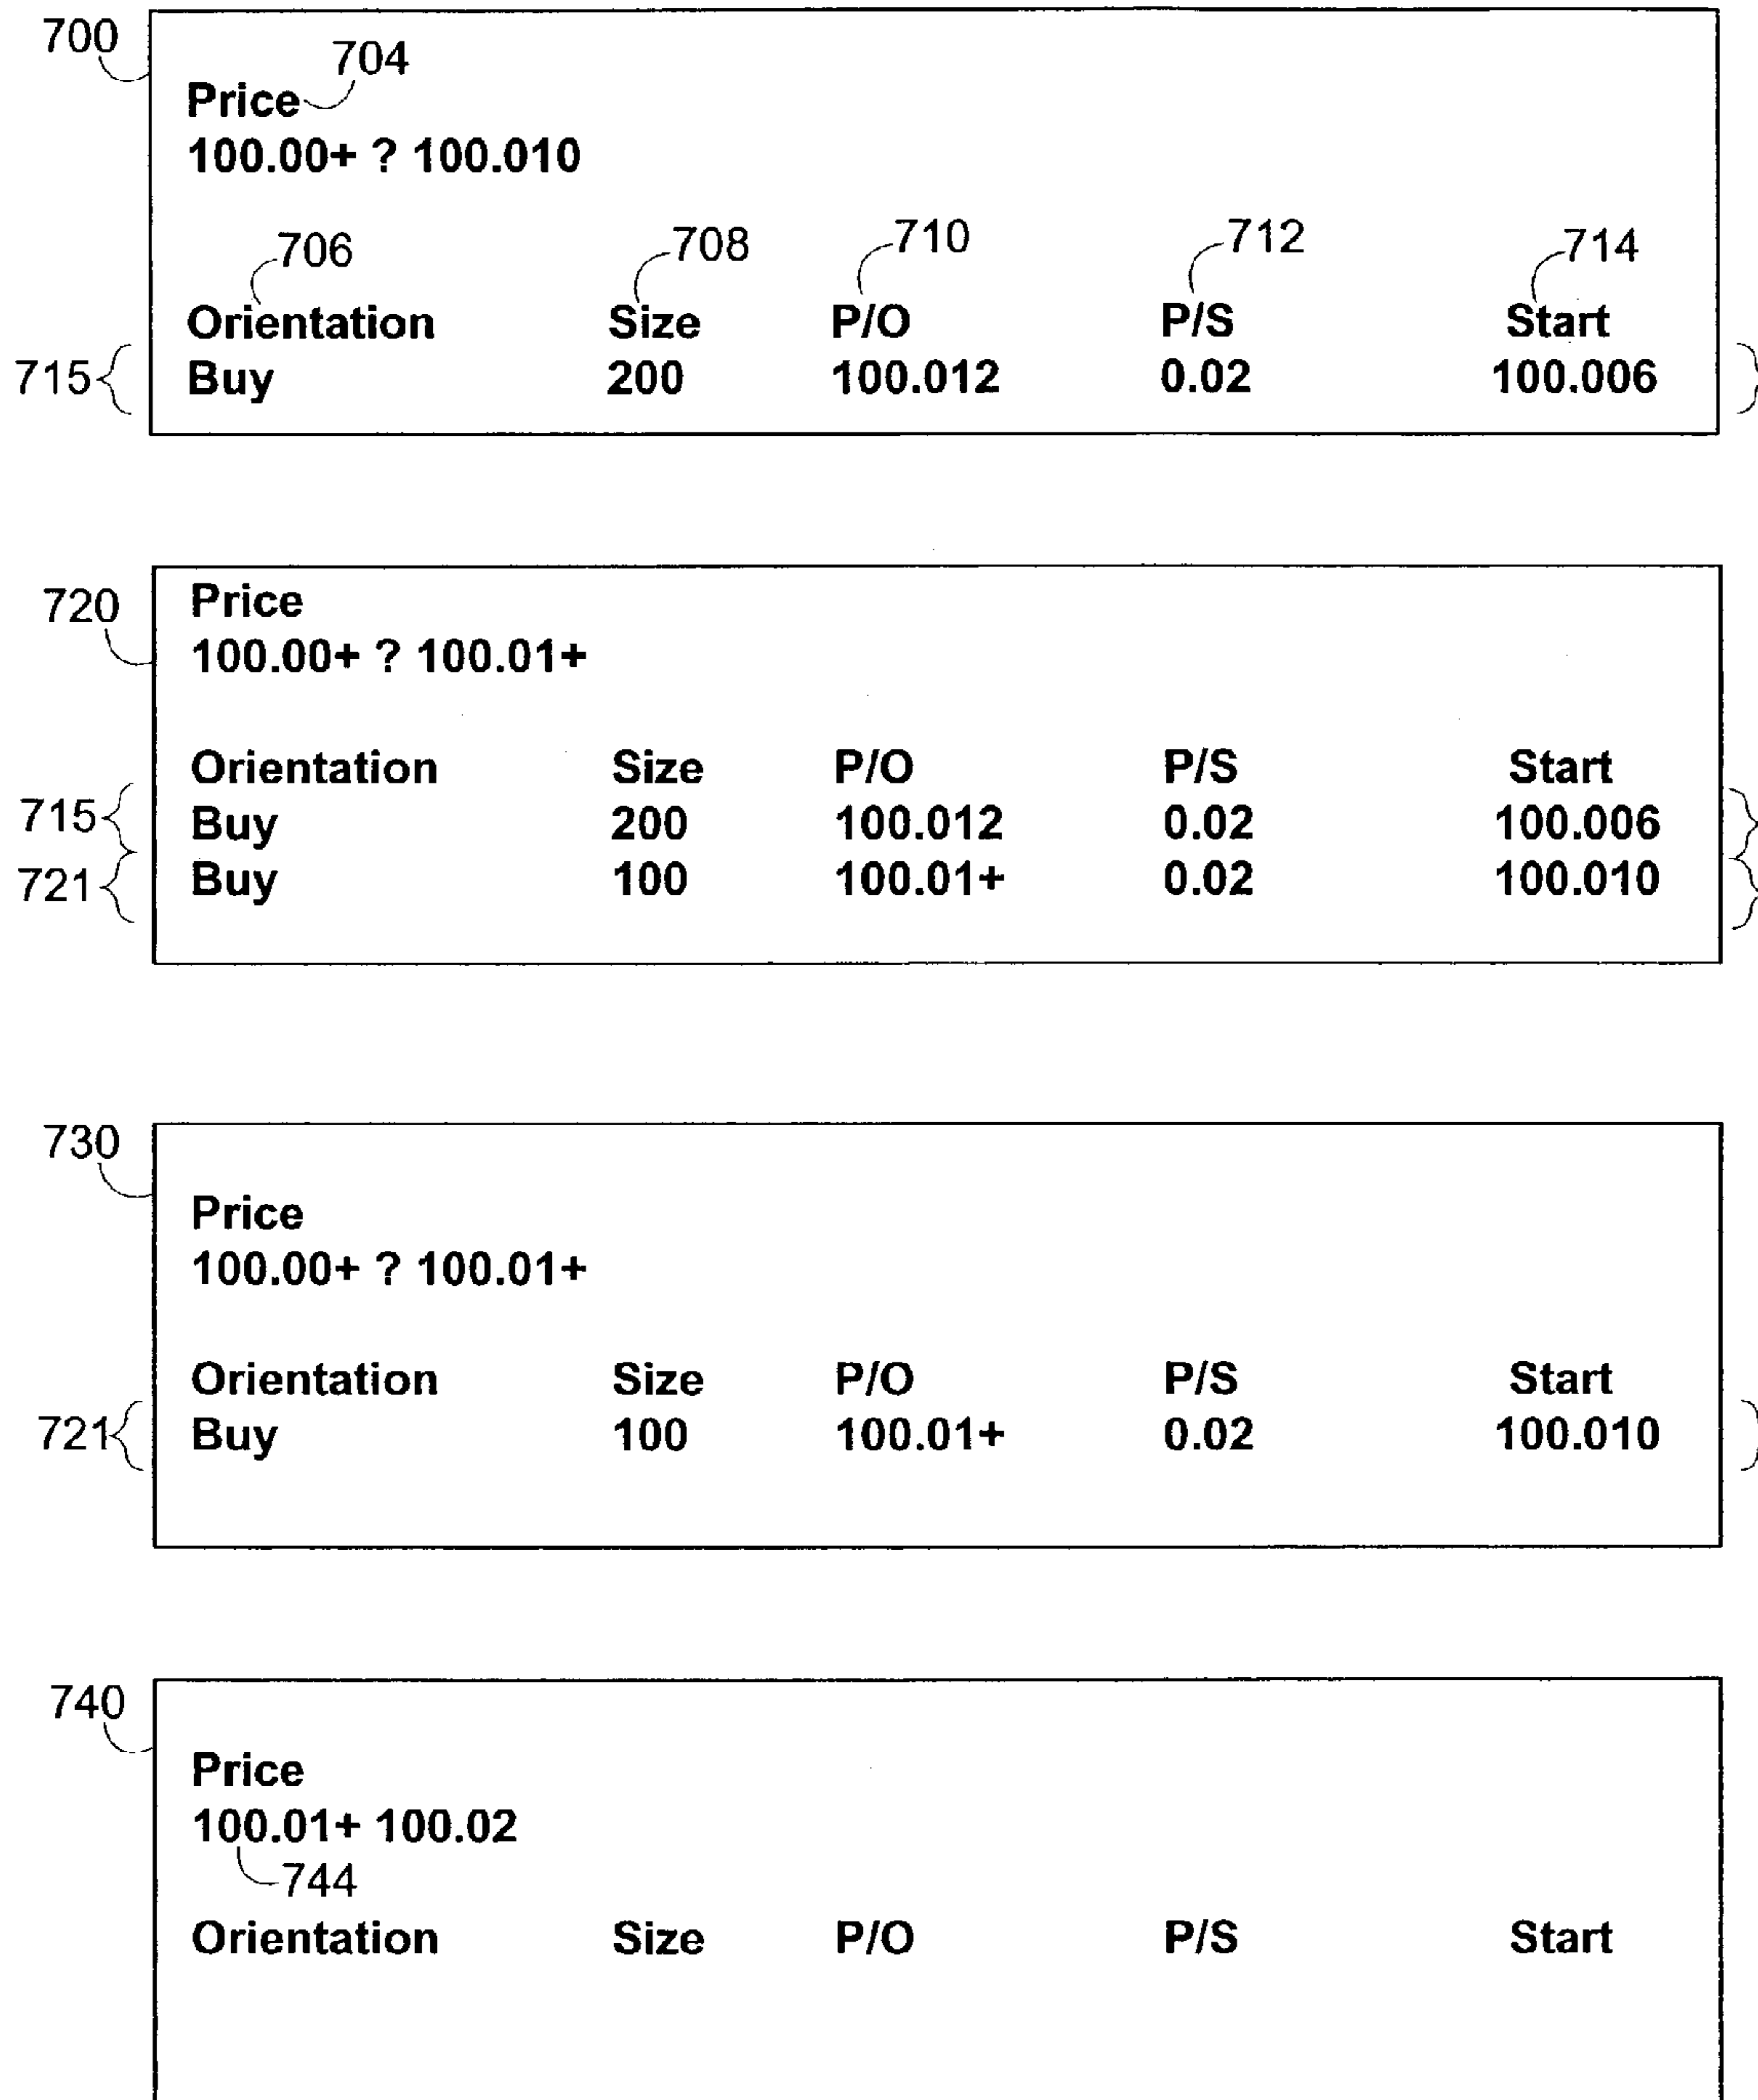 700
704
Price
100.00+ ? 100.010
706 708 710 712 714
Orientation Size P/O P/S Start
715 Buy 200 100.012 0.02 100.006
720
Price
100.00+ ? 100.01+
Orientation Size P/O P/S Start
715 Buy 200 100.012 0.02 100.006
721 Buy 100 100.01+ 0.02 100.010
730
Price
100.00+ ? 100.01+
Orientation Size P/O P/S Start
721 Buy 100 100.01+ 0.02 100.010
740
Price
100.01+ 100.02
744
Orientation Size P/O P/S Start